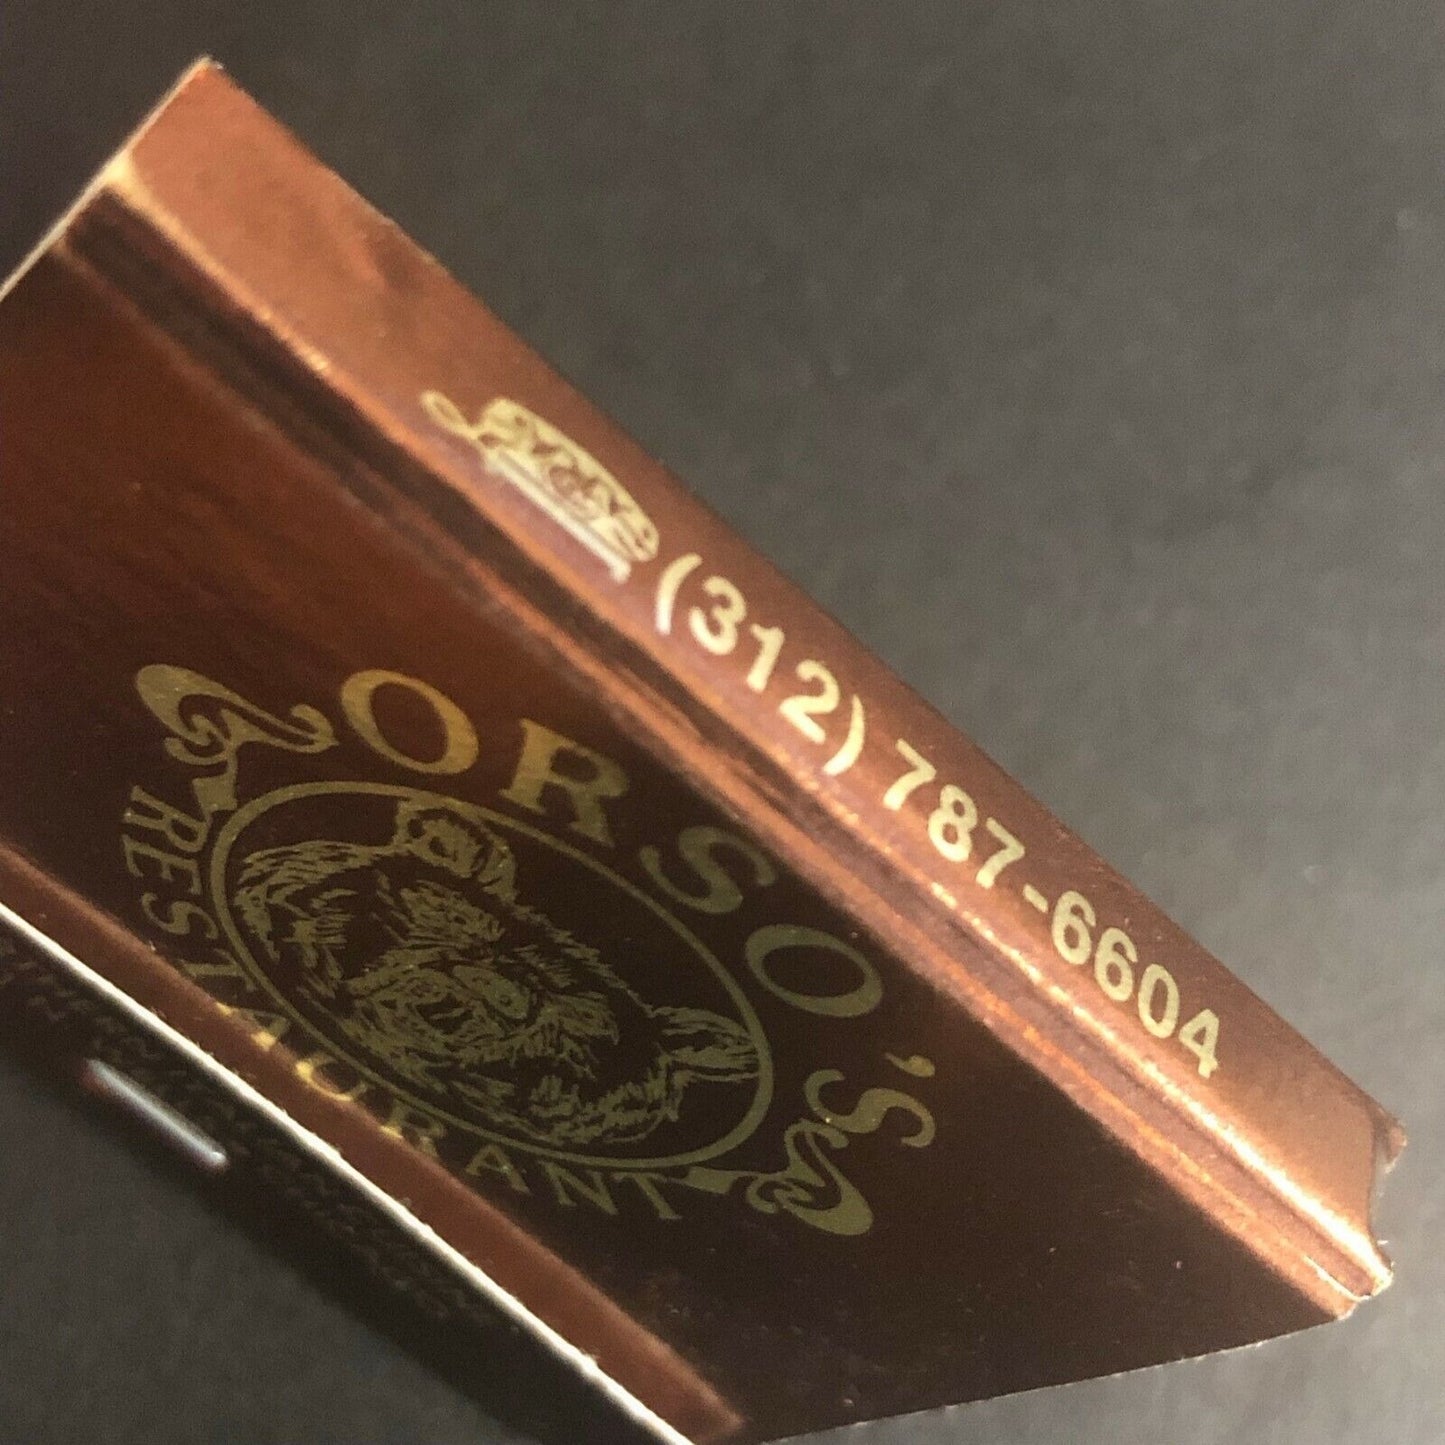 (312) 787-6604
ORSO'S
RESTAURANT